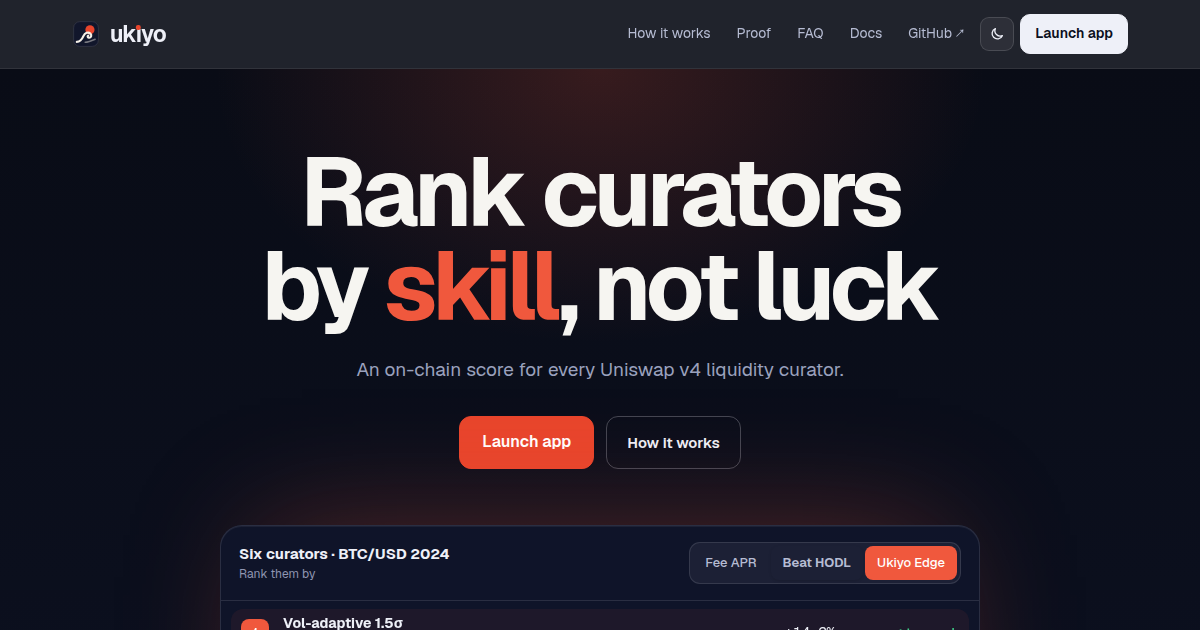 ukiyo
How it works
Proof
FAQ
Docs
GitHub ↗
Launch app
Rank curators
by skill, not luck
An on-chain score for every Uniswap v4 liquidity curator.
Launch app
How it works
Six curators · BTC/USD 2024
Rank them by
Fee APR
Beat HODL
Ukiyo Edge
Vol-adaptive 1.5σ